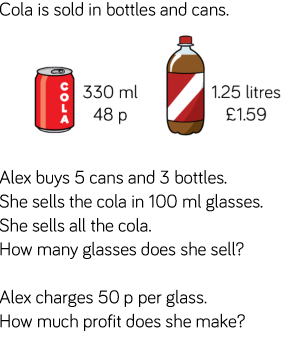 Cola is sold in bottles and cans.
COLA
330 ml
48 p
1.25 litres
£1.59
Alex buys 5 cans and 3 bottles.
She sells the cola in 100 ml glasses.
She sells all the cola.
How many glasses does she sell?
Alex charges 50 p per glass.
How much profit does she make?